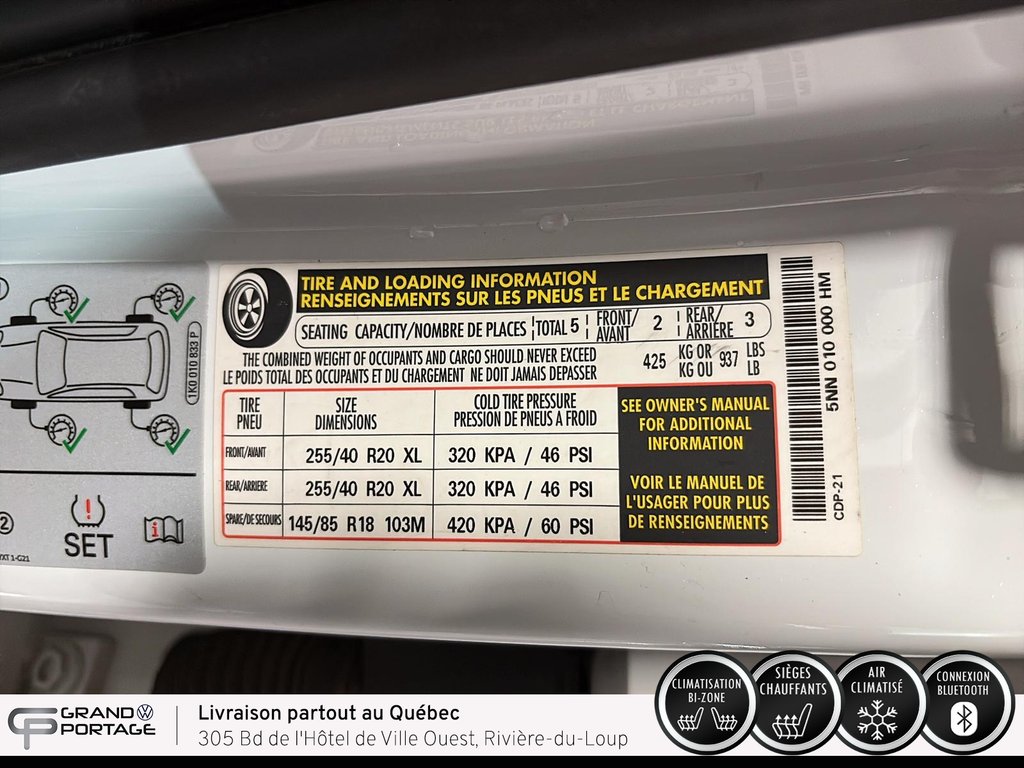 TIRE AND LOADING INFORMATION
RENSEIGNEMENTS SUR LES PNEUS ET LE CHARGEMENT
SEATING CAPACITY/NOMBRE DE PLACES TOTAL 5 FRONT/AVANT 2 REAR/ARRIÈRE 3
THE COMBINED WEIGHT OF OCCUPANTS AND CARGO SHOULD NEVER EXCEED
LE POIDS TOTAL DES OCCUPANTS ET DU CHARGEMENT NE DOIT JAMAIS DEPASSER
425 KG OR 937 LBS
KG OU LB
TIRE SIZE COLD TIRE PRESSURE
PNEU DIMENSIONS PRESSION DE PNEUS A FROID
FRONT/AVANT 255/40 R20 XL 320 KPA / 46 PSI
REAR/ARRIERE 255/40 R20 XL 320 KPA / 46 PSI
SPARE/DE SECOURS 145/85 R18 103M 420 KPA / 60 PSI
SEE OWNER'S MANUAL
FOR ADDITIONAL
INFORMATION
VOIR LE MANUEL DE
L'USAGER POUR PLUS
DE RENSEIGNEMENTS
5NN 010 000 HM
CDP-21
1K0 010 833 P
2
SET
1-G21
GRAND
PORTAGE
Livraison partout au Québec
305 Bd de l'Hôtel de Ville Ouest, Rivière-du-Loup
CLIMATISATION
BI-ZONE
SIÈGES
CHAUFFANTS
AIR
CLIMATISÉ
CONNEXION
BLUETOOTH